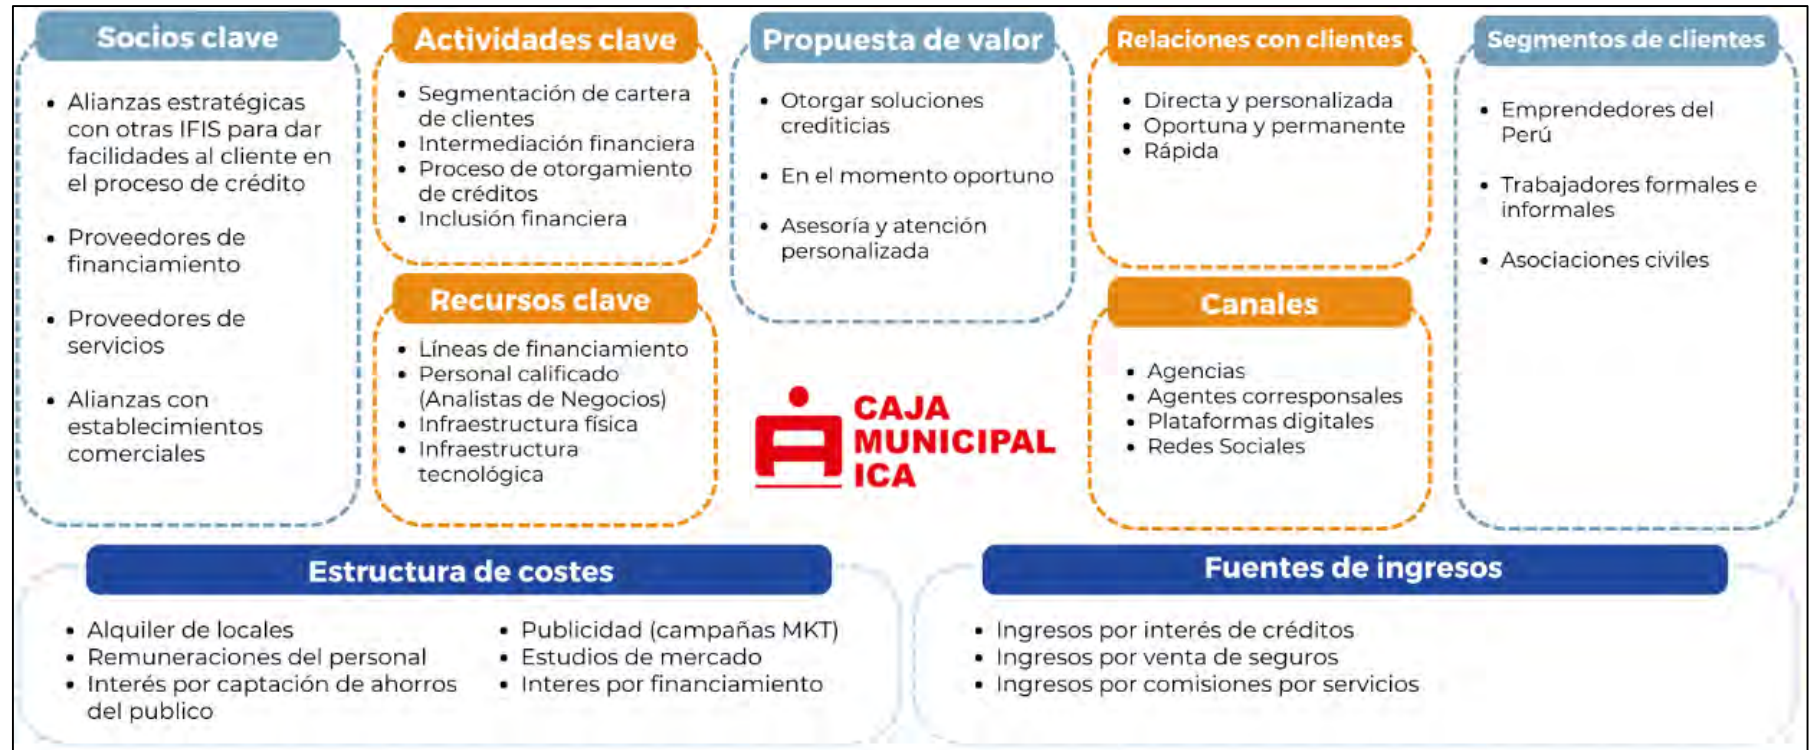 Socios clave
• Alianzas estratégicas
con otras IFIS para dar
facilidades al cliente en
el proceso de crédito
• Proveedores de
financiamiento
• Proveedores de
servicios
• Alianzas con
establecimientos
comerciales
Actividades clave
• Segmentación de cartera
de clientes
• Intermediación financiera
• Proceso de otorgamiento
de créditos
• Inclusión financiera
Recursos clave
• Líneas de financiamiento
• Personal calificado
(Analistas de Negocios)
• Infraestructura física
• Infraestructura
tecnológica
Propuesta de valor
• Otorgar soluciones
crediticias
• En el momento oportuno
• Asesoría y atención
personalizada
CAJA
MUNICIPAL
ICA
Relaciones con clientes
• Directa y personalizada
• Oportuna y permanente
• Rápida
Canales
• Agencias
• Agentes corresponsales
• Plataformas digitales
• Redes Sociales
Segmentos de clientes
• Emprendedores del
Perú
• Trabajadores formales e
informales
• Asociaciones civiles
Estructura de costes
• Alquiler de locales
• Remuneraciones del personal
• Interés por captación de ahorros
del publico
• Publicidad (campañas MKT)
• Estudios de mercado
• Interes por financiamiento
Fuentes de ingresos
• Ingresos por interés de créditos
• Ingresos por venta de seguros
• Ingresos por comisiones por servicios